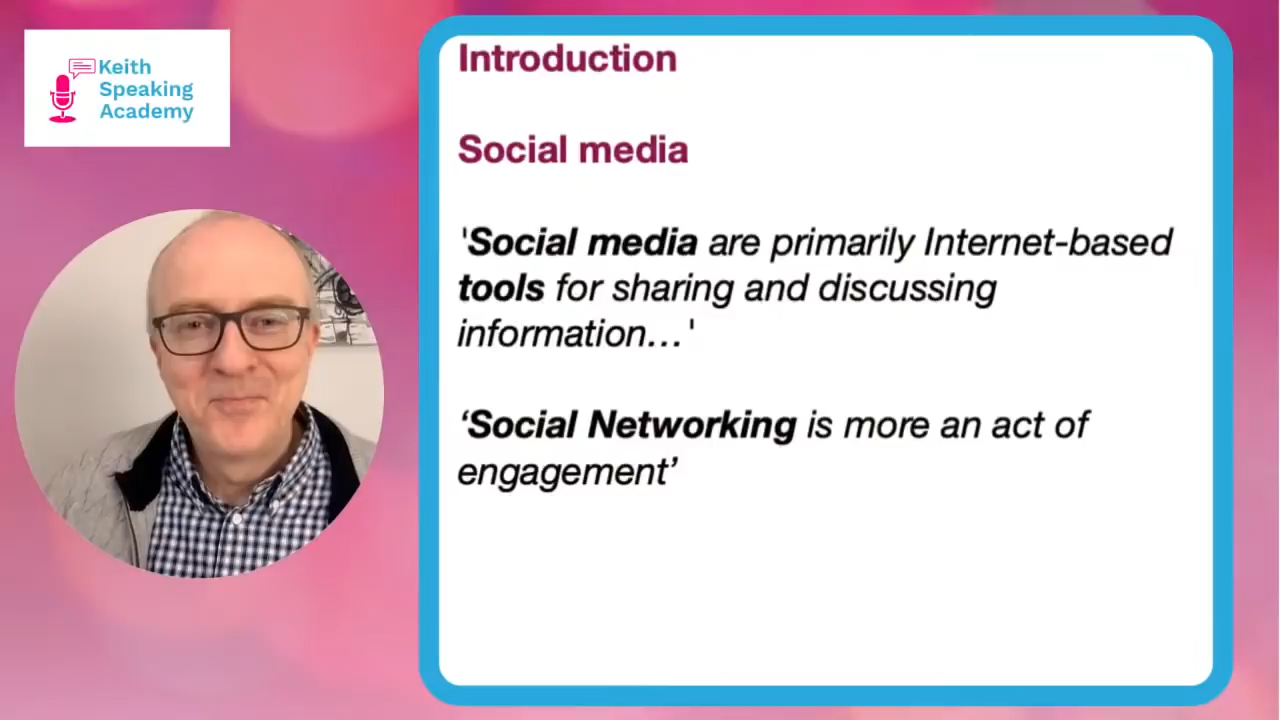 Keith
Speaking
Academy
Introduction
Social media
'Social media are primarily Internet-based
tools for sharing and discussing
information…'
‘Social Networking is more an act of
engagement’